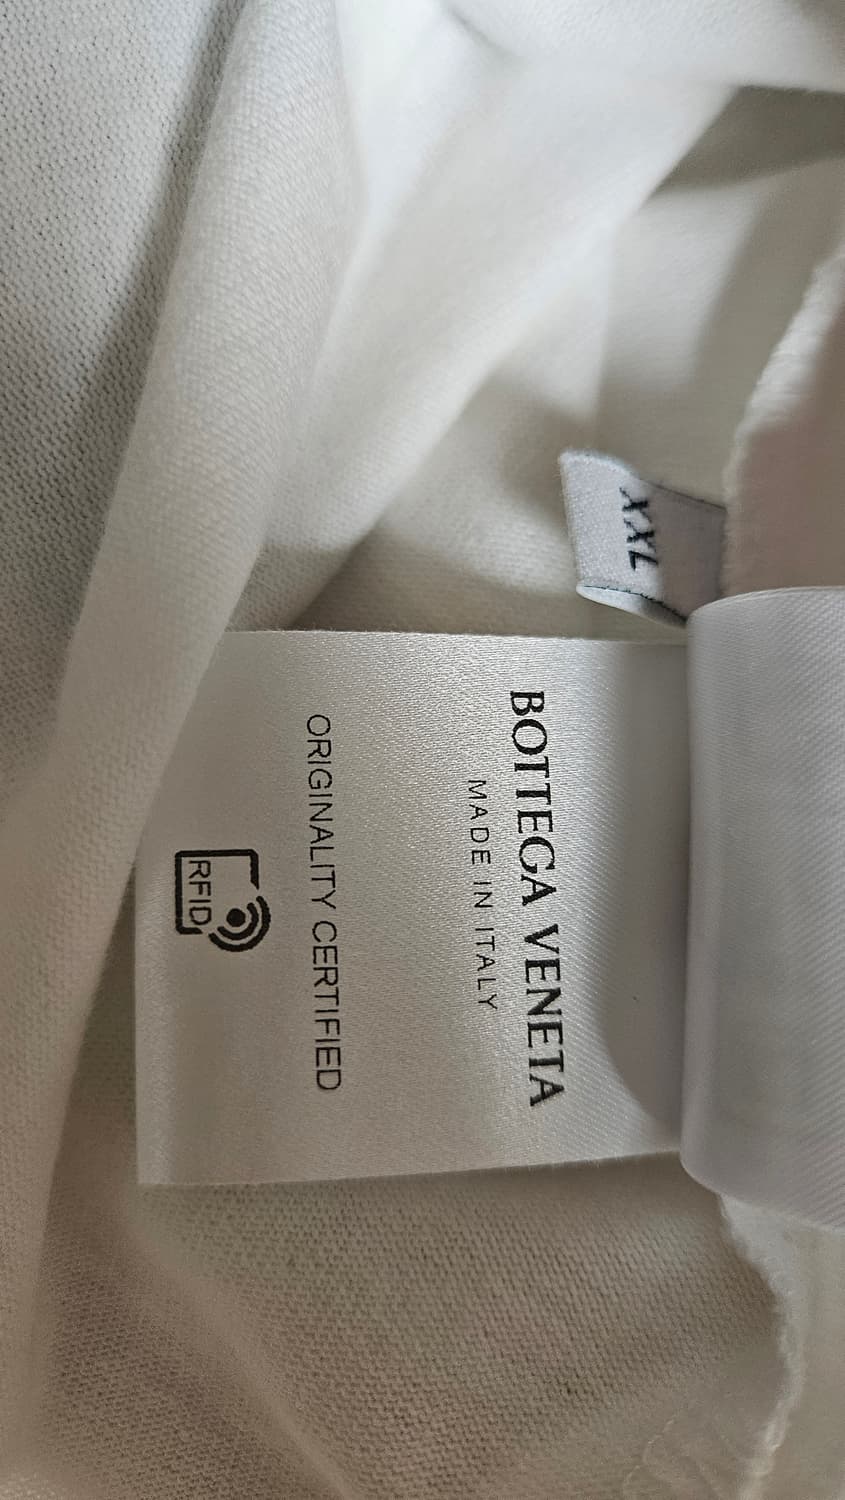 XXL
BOTTEGA VENETA
MADE IN ITALY
ORIGINALITY CERTIFIED
RFID